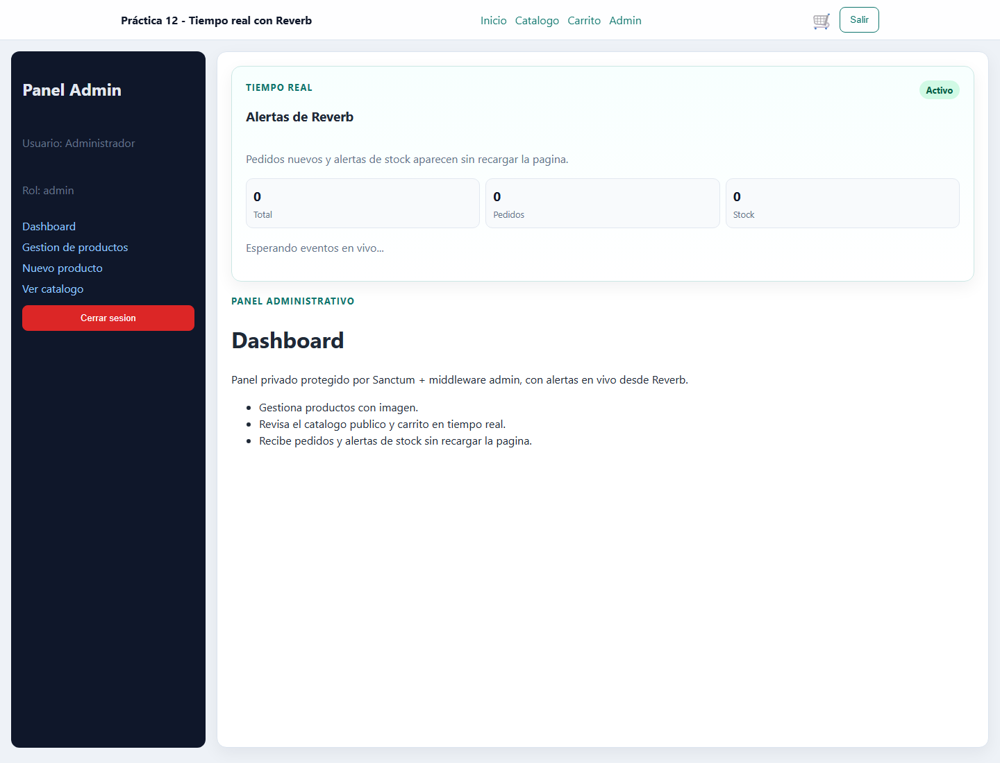 Práctica 12 - Tiempo real con Reverb
Inicio Catalogo Carrito Admin
Salir
Panel Admin
Usuario: Administrador
Rol: admin
Dashboard
Gestion de productos
Nuevo producto
Ver catalogo
Cerrar sesion
TIEMPO REAL
Activo
Alertas de Reverb
Pedidos nuevos y alertas de stock aparecen sin recargar la pagina.
0
Total
0
Pedidos
0
Stock
Esperando eventos en vivo...
PANEL ADMINISTRATIVO
Dashboard
Panel privado protegido por Sanctum + middleware admin, con alertas en vivo desde Reverb.
Gestiona productos con imagen.
Revisa el catalogo publico y carrito en tiempo real.
Recibe pedidos y alertas de stock sin recargar la pagina.